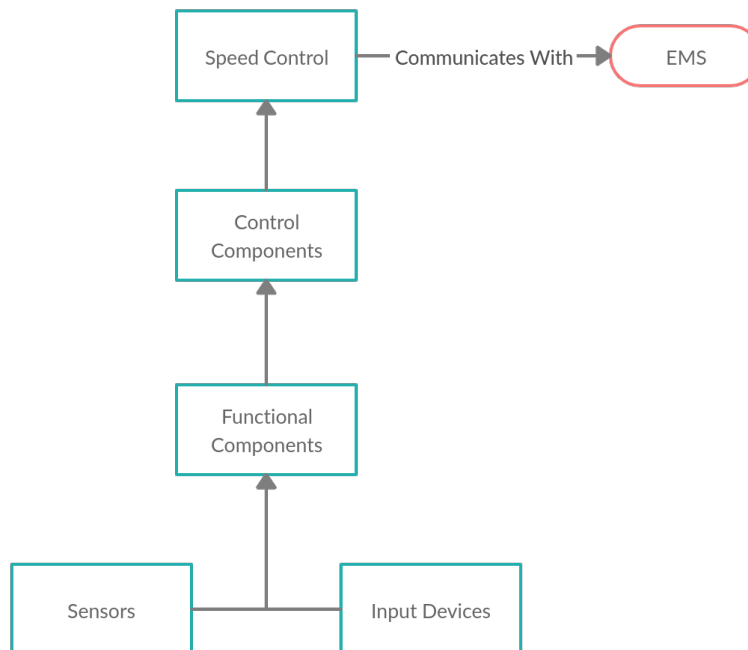 Speed Control
Communicates With
EMS
Control
Components
Functional
Components
Sensors
Input Devices